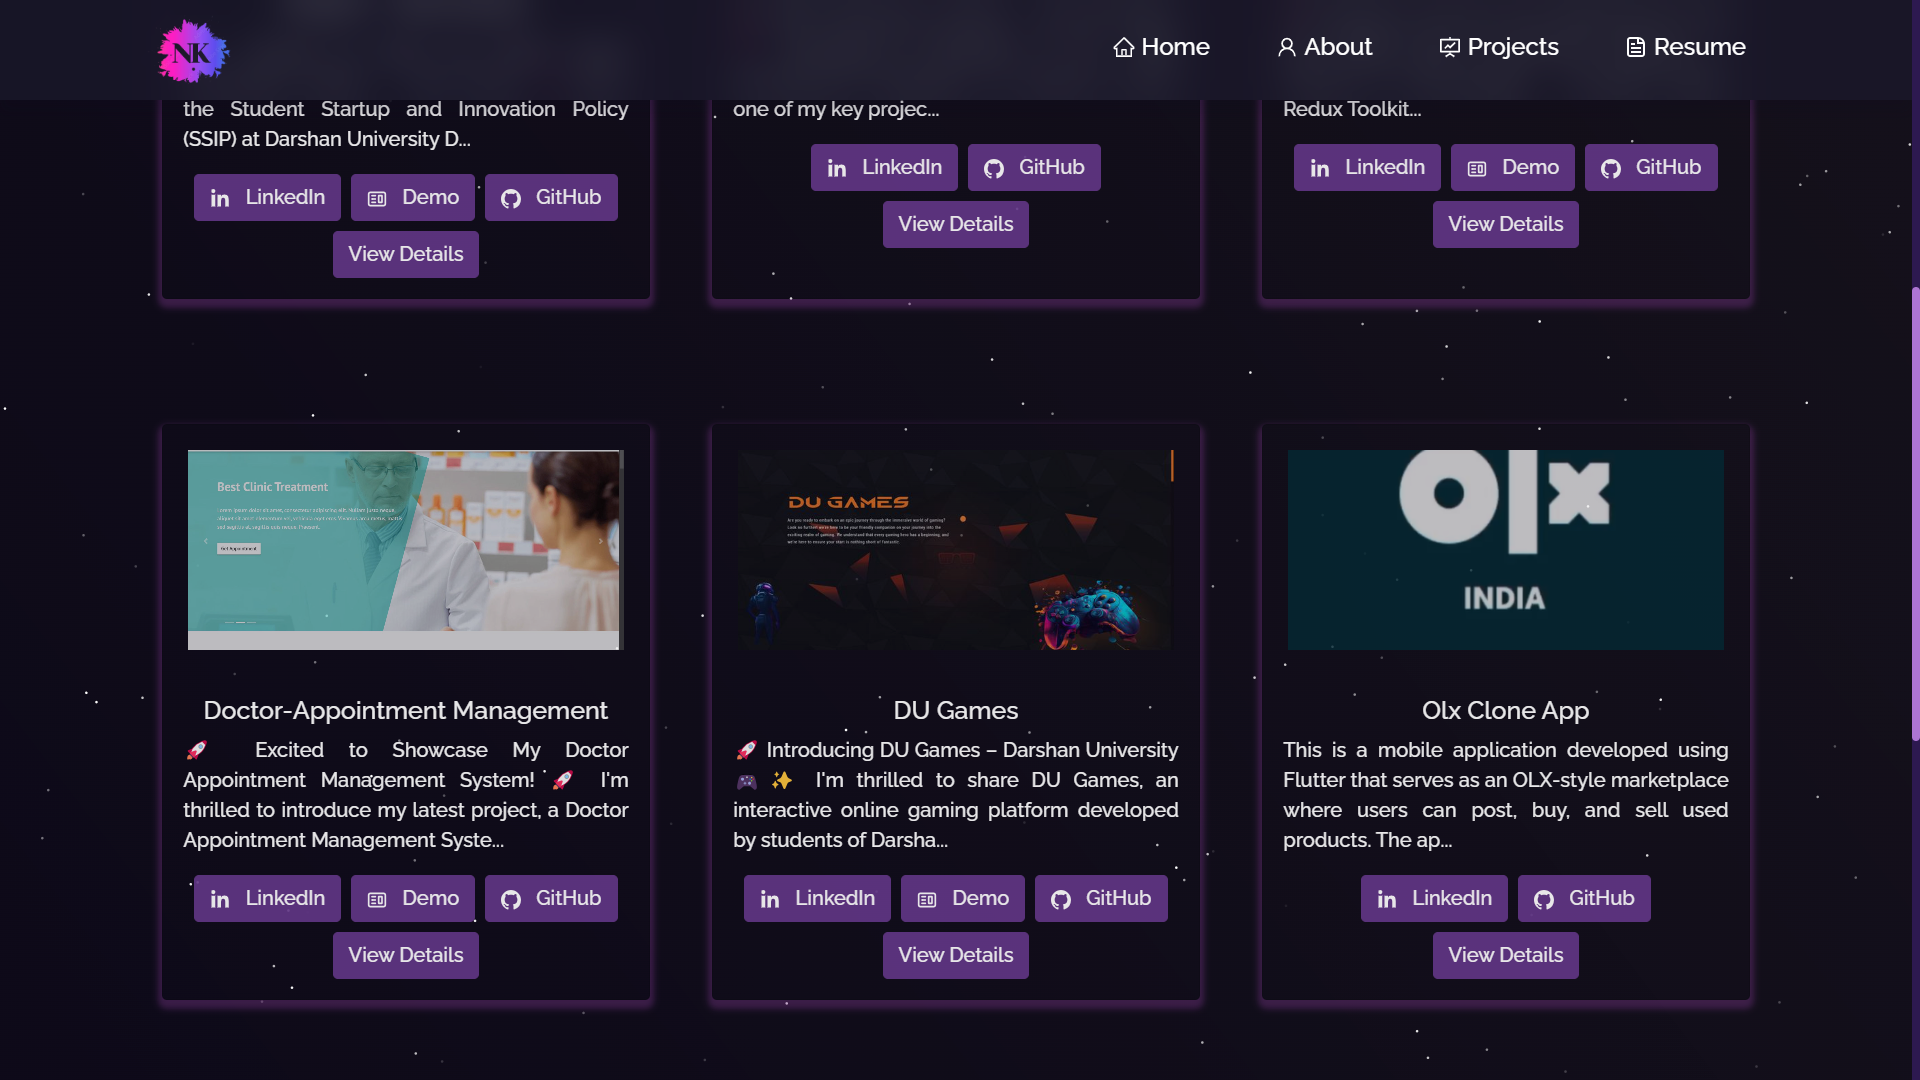 NK
Home
About
Projects
Resume
the Student Startup and Innovation Policy
(SSIP) at Darshan University D...
LinkedIn
Demo
GitHub
View Details
one of my key projec...
LinkedIn
GitHub
View Details
Redux Toolkit...
LinkedIn
Demo
GitHub
View Details
Best Clinic Treatment
Get Appointment
Doctor-Appointment Management
🚀 Excited to Showcase My Doctor
Appointment Management System! 🚀 I'm
thrilled to introduce my latest project, a Doctor
Appointment Management Syste...
LinkedIn
Demo
GitHub
View Details
DU GAMES
DU Games
🚀 Introducing DU Games – Darshan University
🎮 ✨ I'm thrilled to share DU Games, an
interactive online gaming platform developed
by students of Darsha...
LinkedIn
Demo
GitHub
View Details
olx
INDIA
Olx Clone App
This is a mobile application developed using
Flutter that serves as an OLX-style marketplace
where users can post, buy, and sell used
products. The ap...
LinkedIn
GitHub
View Details